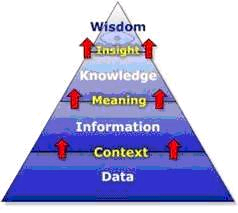 Wisdom
Insight
Knowledge
Meaning
Information
Context
Data